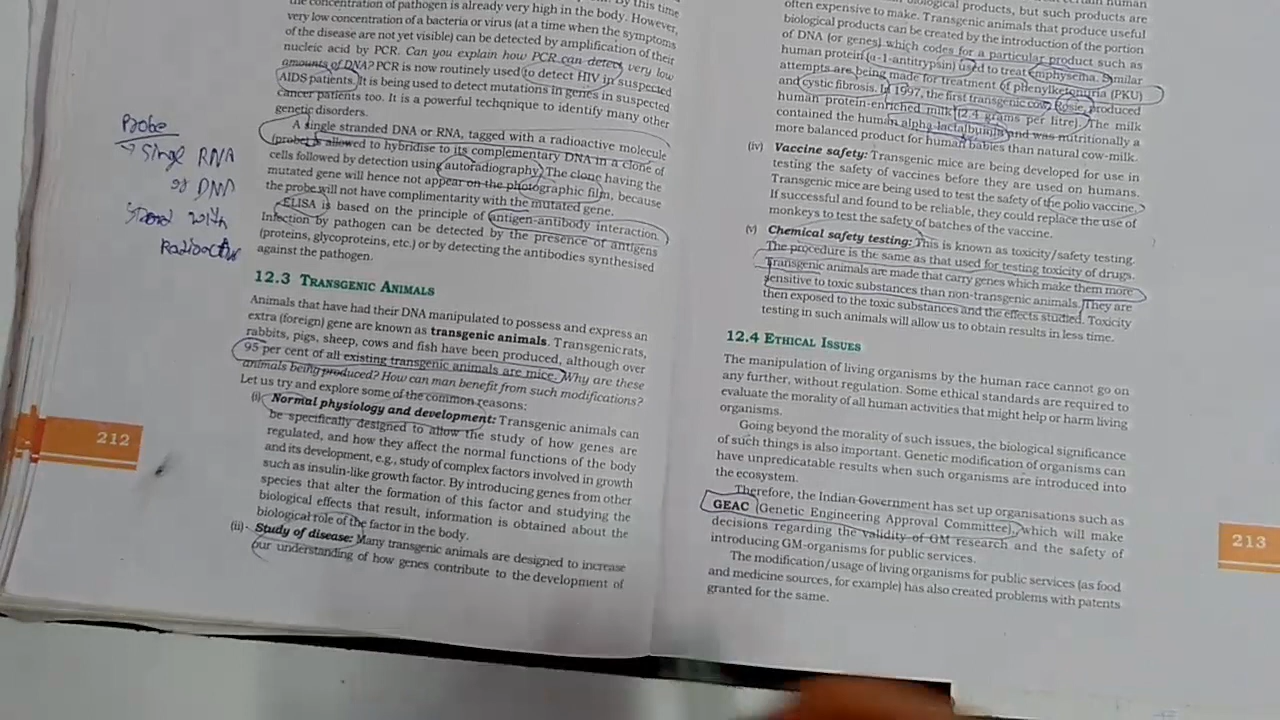 the concentration of pathogen is already very high in the body. However,
very low concentration of a bacteria or virus (at a time when the symptoms
of the disease are not yet visible) can be detected by amplification of their
nucleic acid by PCR. Can you explain how PCR can detect very low
amounts of DNA? PCR is now routinely used to detect HIV in suspected
AIDS patients. It is being used to detect mutations in genes in suspected
cancer patients too. It is a powerful techqnique to identify many other
genetic disorders.
A single stranded DNA or RNA, tagged with a radioactive molecule
(probe) is allowed to hybridise to its complementary DNA in a clone of
cells followed by detection using autoradiography. The clone having the
mutated gene will hence not appear on the photographic film, because
the probe will not have complimentarity with the mutated gene.
ELISA is based on the principle of antigen-antibody interaction.
Infection by pathogen can be detected by the presence of antigens
(proteins, glycoproteins, etc.) or by detecting the antibodies synthesised
against the pathogen.
Probe
→ Single RNA
or DNA
Strand with
12.3 TRANSGENIC ANIMALS
Animals that have had their DNA manipulated to possess and express an
extra (foreign) gene are known as transgenic animals. Transgenic rats,
rabbits, pigs, sheep, cows and fish have been produced, although over
95 per cent of all existing transgenic animals are mice. Why are these
animals being produced? How can man benefit from such modifications?
Let us try and explore some of the common reasons:
(i) Normal physiology and development: Transgenic animals can
be specifically designed to allow the study of how genes are
regulated, and how they affect the normal functions of the body
and its development, e.g., study of complex factors involved in growth
such as insulin-like growth factor. By introducing genes from other
species that alter the formation of this factor and studying the
biological effects that result, information is obtained about the
biological role of the factor in the body.
(ii) Study of disease: Many transgenic animals are designed to increase
our understanding of how genes contribute to the development of
212
biological products, but such products are
often expensive to make. Transgenic animals that produce useful
biological products can be created by the introduction of the portion
of DNA (or genes) which codes for a particular product such as
human protein (α-1-antitrypsin) used to treat emphysema. Similar
attempts are being made for treatment of phenylketonuria (PKU)
and cystic fibrosis. In 1997, the first transgenic cow, Rosie, produced
human protein-enriched milk (2.4 grams per litre). The milk
contained the human alpha-lactalbumin and was nutritionally a
more balanced product for human babies than natural cow-milk.
(iv) Vaccine safety: Transgenic mice are being developed for use in
testing the safety of vaccines before they are used on humans.
Transgenic mice are being used to test the safety of the polio vaccine.
If successful and found to be reliable, they could replace the use of
monkeys to test the safety of batches of the vaccine.
(v) Chemical safety testing: This is known as toxicity/safety testing.
The procedure is the same as that used for testing toxicity of drugs.
Transgenic animals are made that carry genes which make them more
sensitive to toxic substances than non-transgenic animals. They are
then exposed to the toxic substances and the effects studied. Toxicity
testing in such animals will allow us to obtain results in less time.
12.4 ETHICAL ISSUES
The manipulation of living organisms by the human race cannot go on
any further, without regulation. Some ethical standards are required to
evaluate the morality of all human activities that might help or harm living
organisms.
Going beyond the morality of such issues, the biological significance
of such things is also important. Genetic modification of organisms can
have unpredicatable results when such organisms are introduced into
the ecosystem.
Therefore, the Indian Government has set up organisations such as
GEAC (Genetic Engineering Approval Committee), which will make
decisions regarding the validity of GM research and the safety of
introducing GM-organisms for public services.
The modification/usage of living organisms for public services (as food
and medicine sources, for example) has also created problems with patents
granted for the same.
213